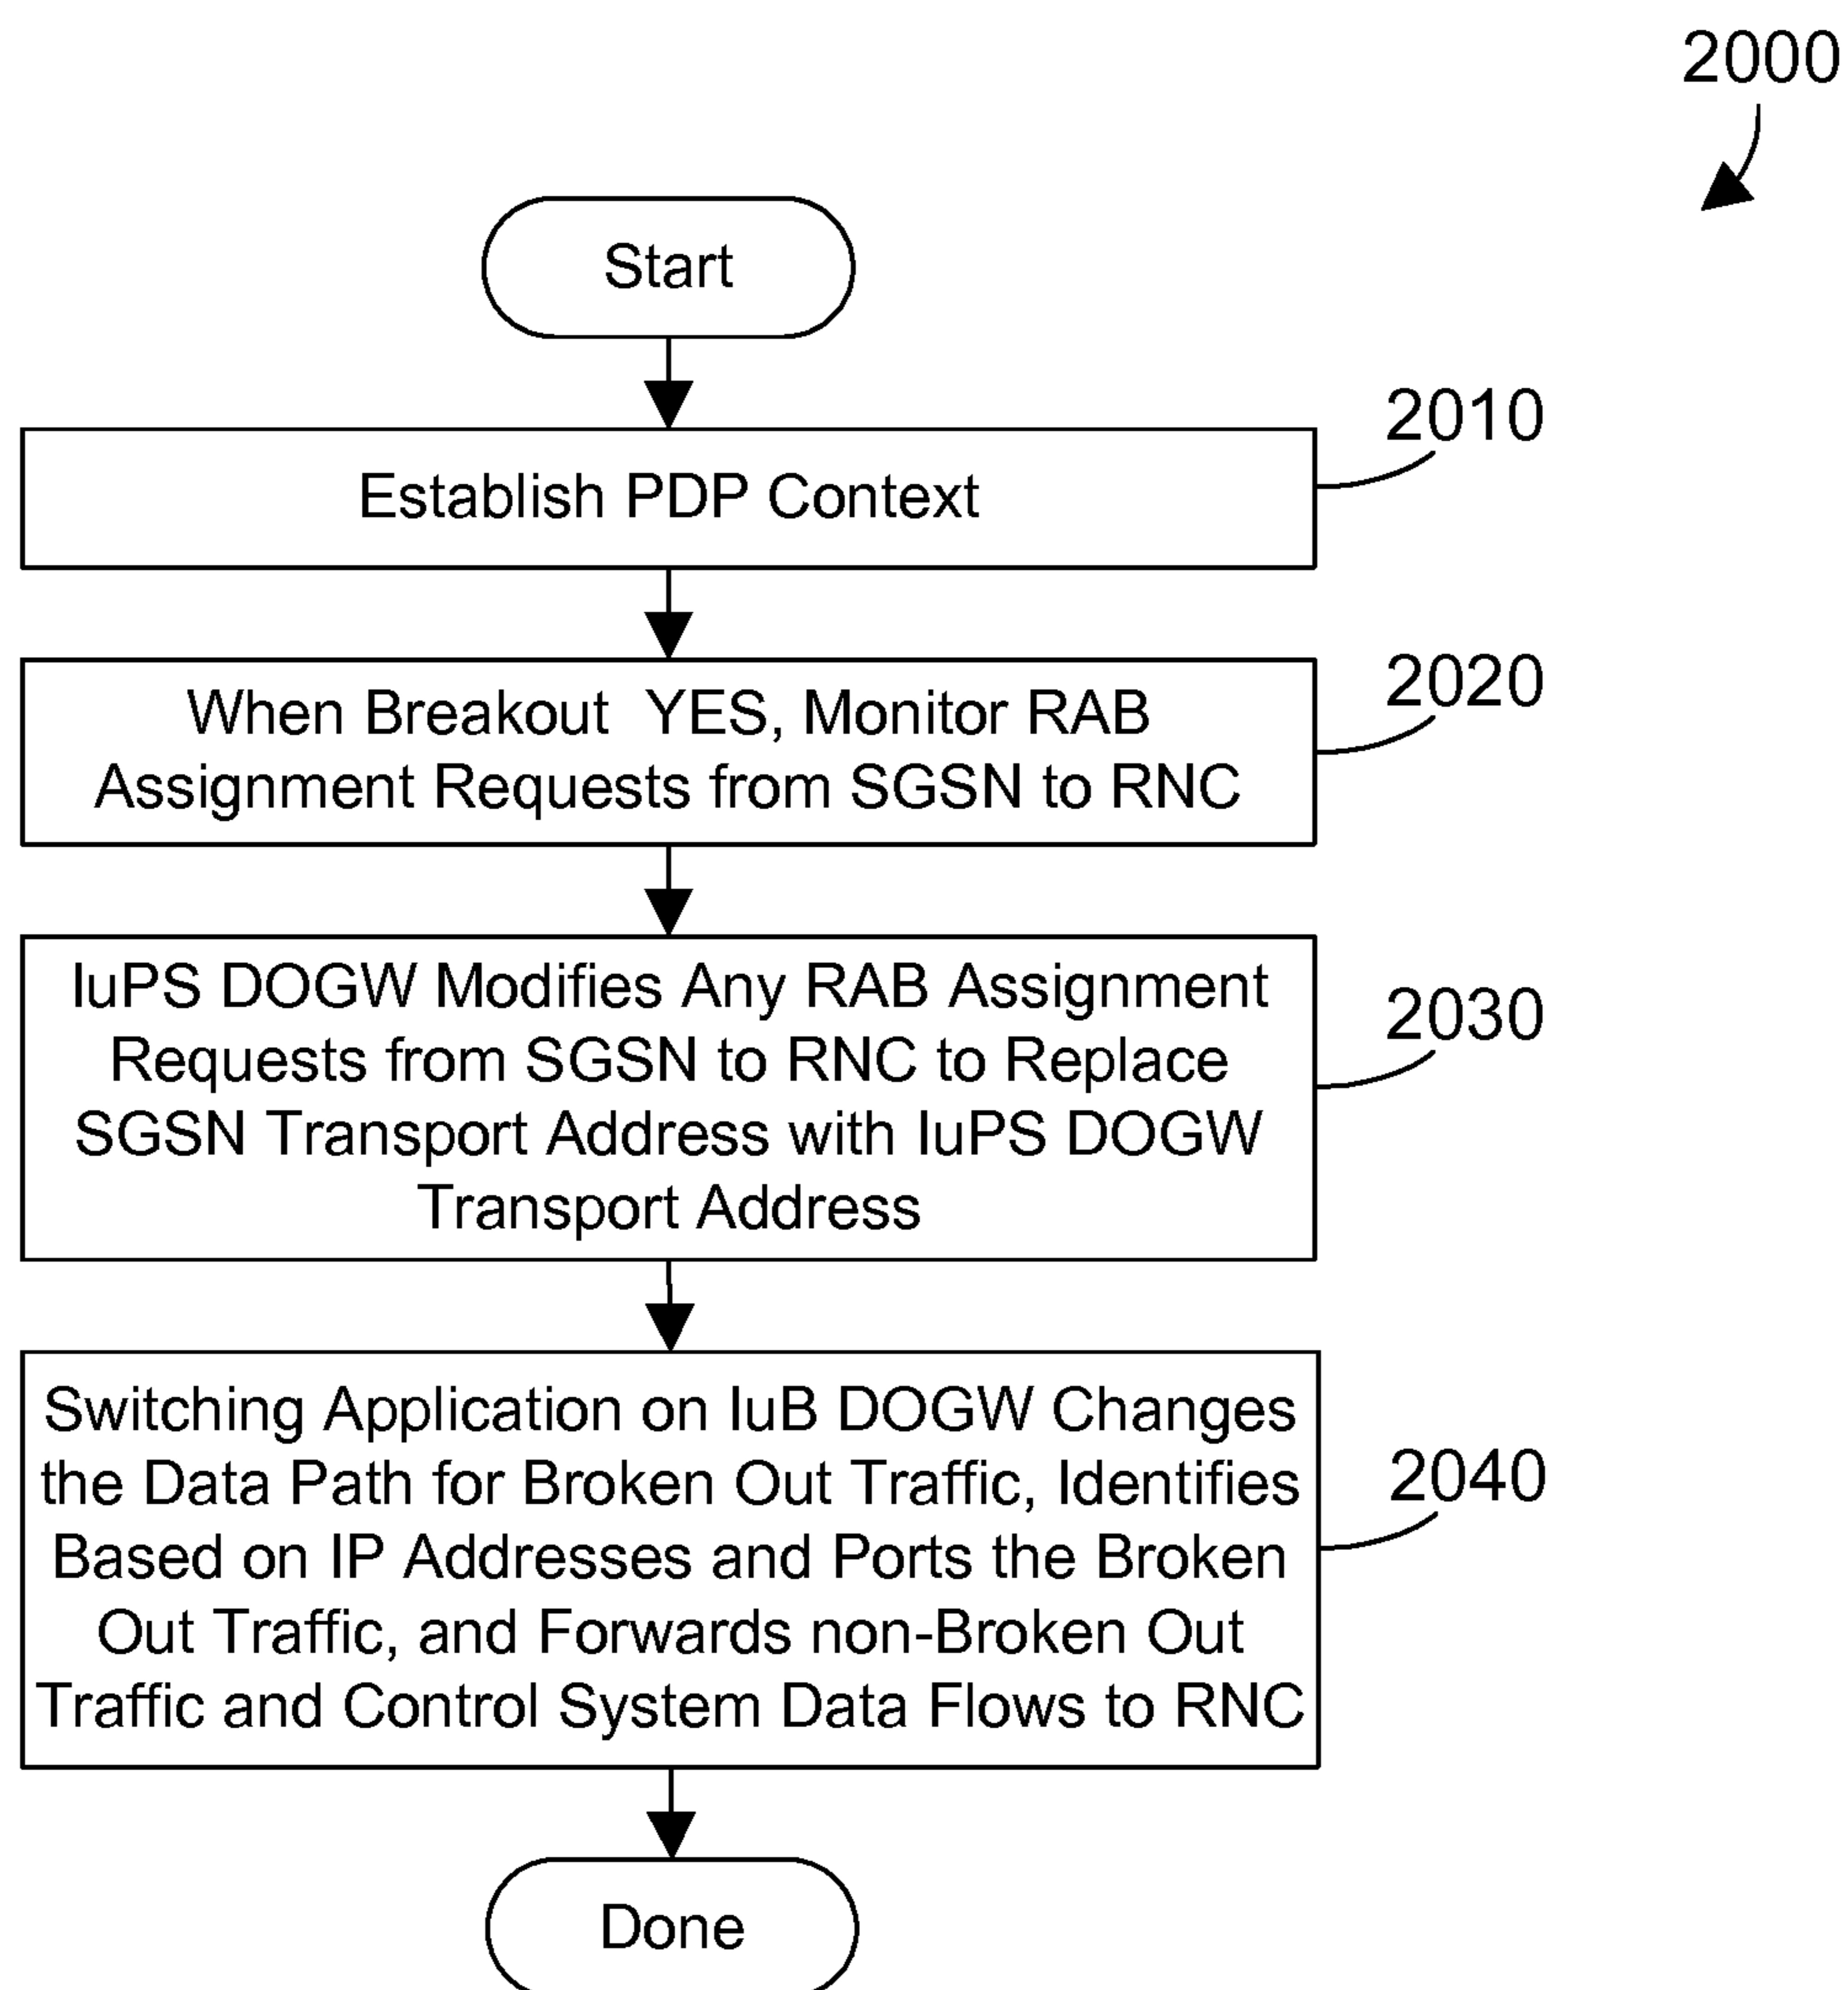 2000
Start
2010
Establish PDP Context
2020
When Breakout YES, Monitor RAB
Assignment Requests from SGSN to RNC
IuPS DOGW Modifies Any RAB Assignment
2030
Requests from SGSN to RNC to Replace
SGSN Transport Address with IuPS DOGW
Transport Address
Switching Application on IuB DOGW Changes
2040
the Data Path for Broken Out Traffic, Identifies
Based on IP Addresses and Ports the Broken
Out Traffic, and Forwards non-Broken Out
Traffic and Control System Data Flows to RNC
Done